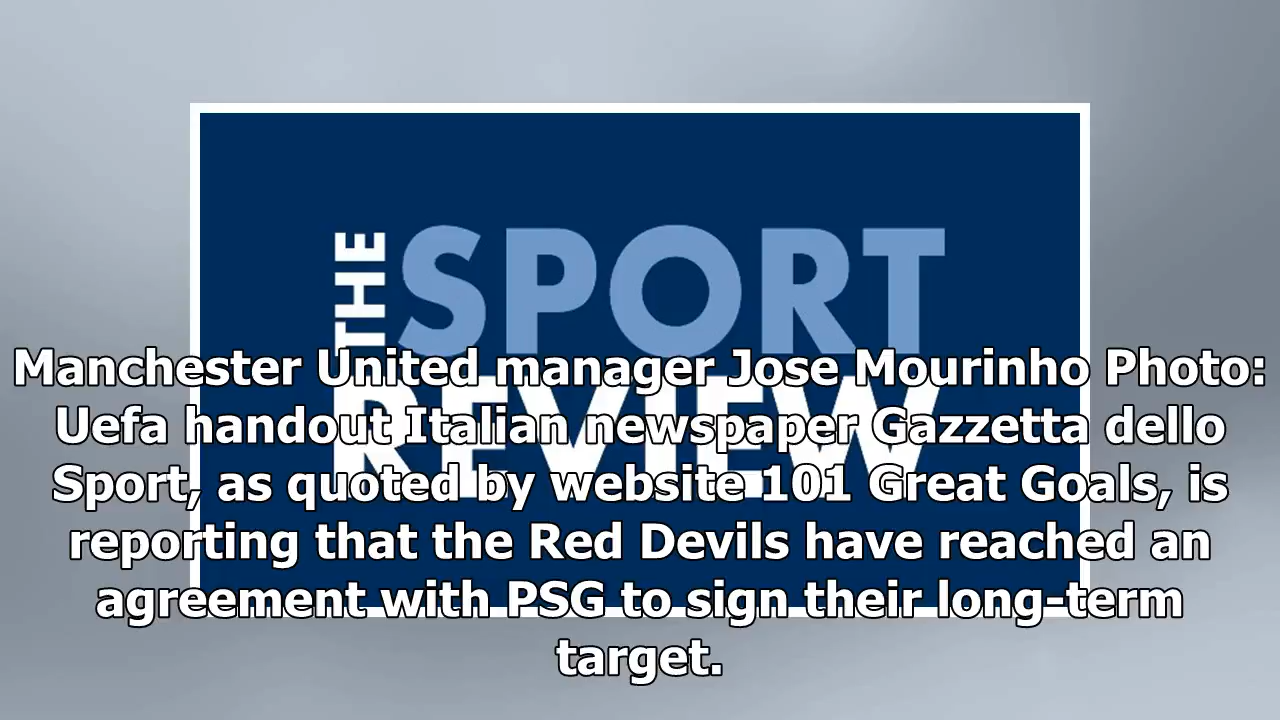 THE
SPORT
REVIEW
Manchester United manager Jose Mourinho Photo:
Uefa handout Italian newspaper Gazzetta dello
Sport, as quoted by website 101 Great Goals, is
reporting that the Red Devils have reached an
agreement with PSG to sign their long-term
target.